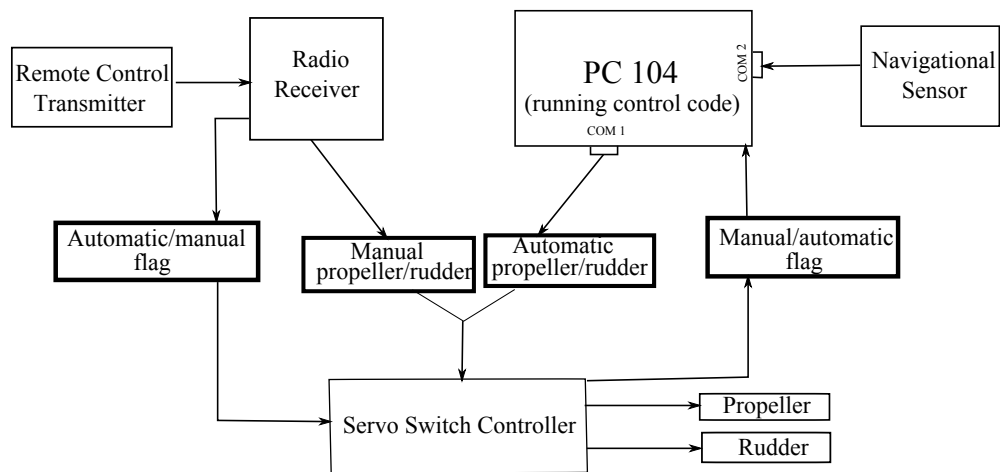 Remote Control
Transmitter
Radio
Receiver
PC 104
(running control code)
COM 1
COM 2
Navigational
Sensor
Automatic/manual
flag
Manual
propeller/rudder
Automatic
propeller/rudder
Manual/automatic
flag
Servo Switch Controller
Propeller
Rudder